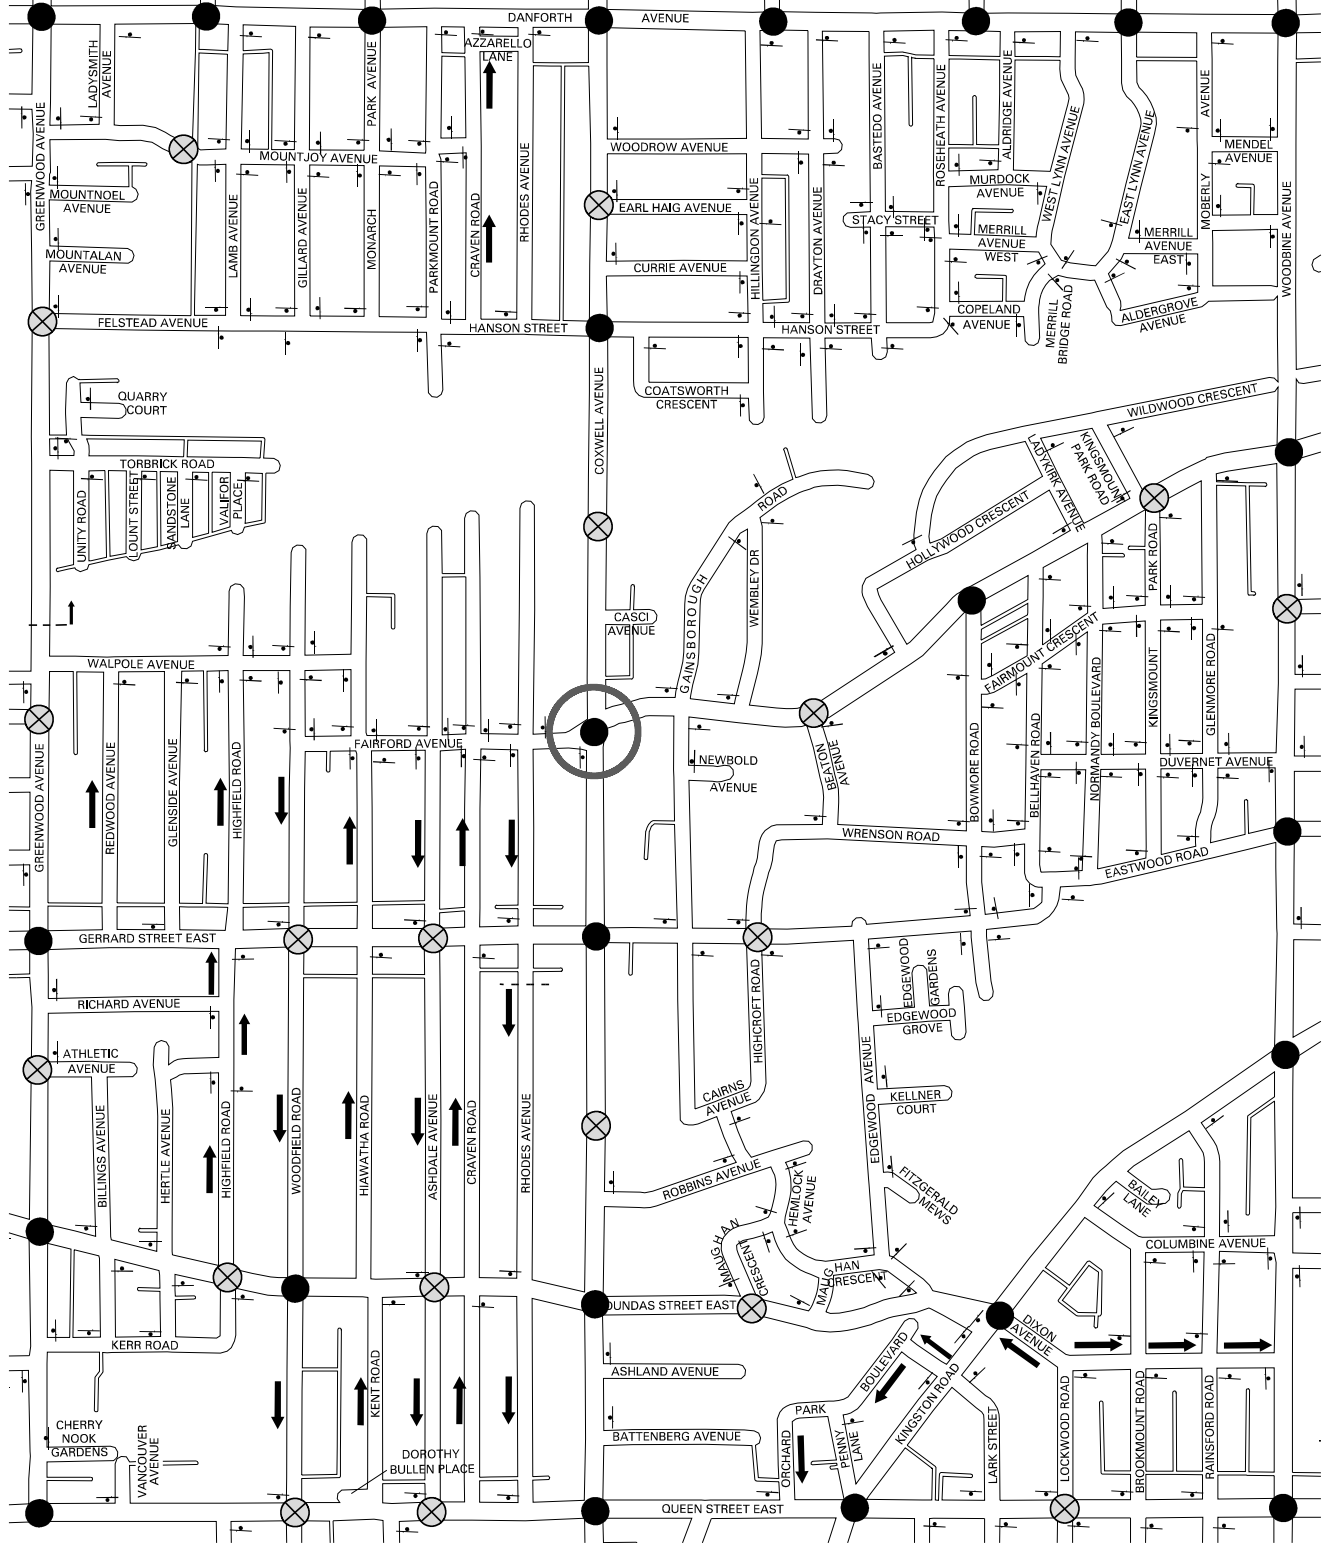 DANFORTH AVENUE
AZZARELLO
LANE
LADYSMITH
AVENUE
GREENWOOD AVENUE
PARK AVENUE
MONARCH
MOUNTJOY AVENUE
MOUNTNOEL
AVENUE
MOUNTALAN
AVENUE
LAMB AVENUE
GILLARD AVENUE
PARKMOUNT ROAD
CRAVEN ROAD
RHODES AVENUE
WOODROW AVENUE
EARL HAIG AVENUE
CURRIE AVENUE
HILLINGDON AVENUE
DRAYTON AVENUE
BASTEDO AVENUE
STACY STREET
ROSEHEATH AVENUE
ALDRIDGE AVENUE
MURDOCK
AVENUE
MERRILL
AVENUE
WEST
WEST LYNN AVENUE
EAST LYNN AVENUE
MERRILL
AVENUE
EAST
MOBERLY AVENUE
MENDEL
AVENUE
WOODBINE AVENUE
FELSTEAD AVENUE
HANSON STREET
HANSON STREET
COPELAND
AVENUE
MERRILL
BRIDGE ROAD
ALDERGROVE
AVENUE
QUARRY
COURT
COXWELL AVENUE
COATSWORTH
CRESCENT
WILDWOOD CRESCENT
TORBRICK ROAD
UNITY ROAD
LOUNT STREET
SANDSTONE
LANE
VALIFOR
PLACE
GAINSBOROUGH ROAD
WEMBLEY DR
HOLLYWOOD CRESCENT
LADYKIRK AVENUE
KINGSMOUNT
PARK ROAD
CASCI
AVENUE
FAIRMOUNT CRESCENT
KINGSMOUNT PARK ROAD
GLENMORE ROAD
NORMANDY BOULEVARD
BELLHAVEN ROAD
BOWMORE ROAD
DUVERNET AVENUE
WALPOLE AVENUE
FAIRFORD AVENUE
NEWBOLD
AVENUE
BEATON
AVENUE
GREENWOOD AVENUE
REDWOOD AVENUE
GLENSIDE AVENUE
HIGHFIELD ROAD
WRENSON ROAD
EASTWOOD ROAD
GERRARD STREET EAST
RICHARD AVENUE
ATHLETIC
AVENUE
HIGHCROFT ROAD
EDGEWOOD
GARDENS
EDGEWOOD
GROVE
EDGEWOOD AVENUE
KELLNER
COURT
CAIRNS
AVENUE
BILLINGS AVENUE
HERTLE AVENUE
HIGHFIELD ROAD
WOODFIELD ROAD
HIAWATHA ROAD
ASHDALE AVENUE
CRAVEN ROAD
RHODES AVENUE
ROBBINS AVENUE
HEMLOCK
AVENUE
FITZGERALD
MEWS
MAUGHAN
CRESCENT
MAUGHAN
CRESCENT
BAILEY
LANE
COLUMBINE AVENUE
DUNDAS STREET EAST
DIXON
AVENUE
KERR ROAD
KENT ROAD
ASHLAND AVENUE
BATTENBERG AVENUE
ORCHARD PARK BOULEVARD
PENNY
LANE
KINGSTON ROAD
LARK STREET
LOCKWOOD ROAD
BROOKMOUNT ROAD
RAINSFORD ROAD
CHERRY
NOOK
GARDENS
VANCOUVER
AVENUE
DOROTHY
BULLEN PLACE
QUEEN STREET EAST